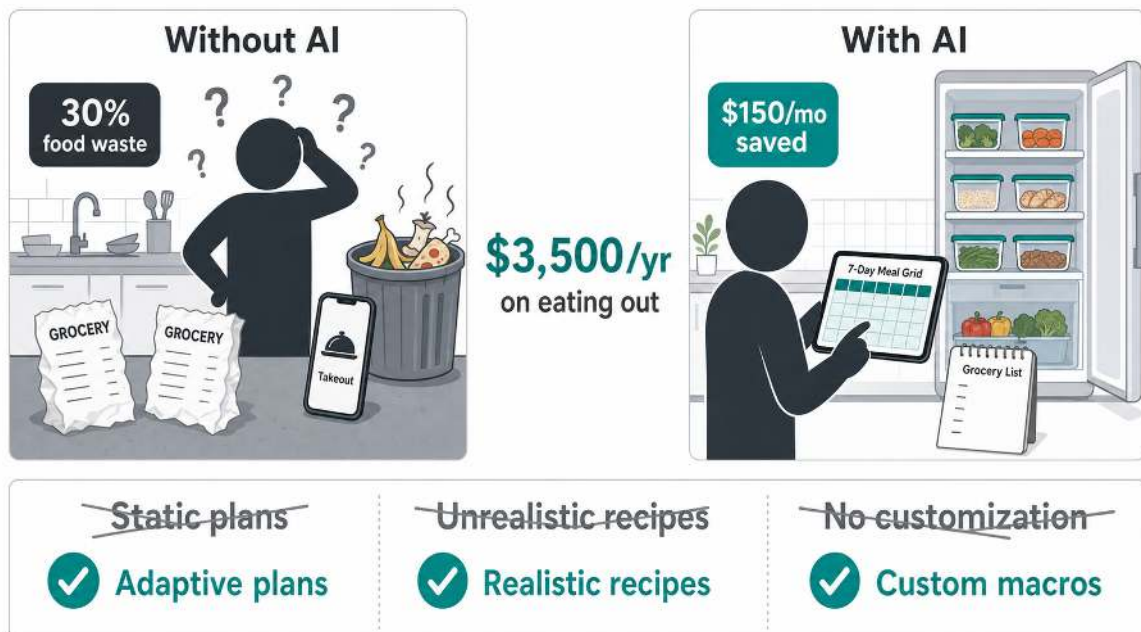 Without AI
30%
food waste
? ? ? ? ?
GROCERY
GROCERY
Takeout
$3,500/yr
on eating out
With AI
$150/mo
saved
7-Day Meal Grid
Grocery List
Static plans
Adaptive plans
Unrealistic recipes
Realistic recipes
No customization
Custom macros